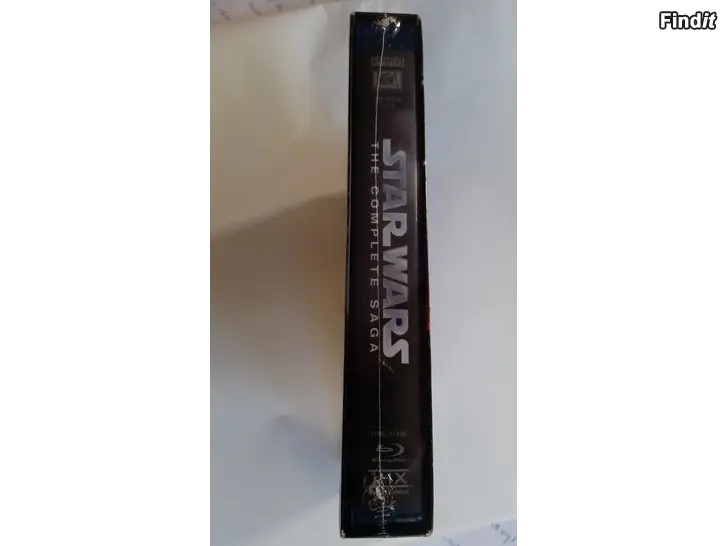 Findit
STAR WARS
THE COMPLETE SAGA